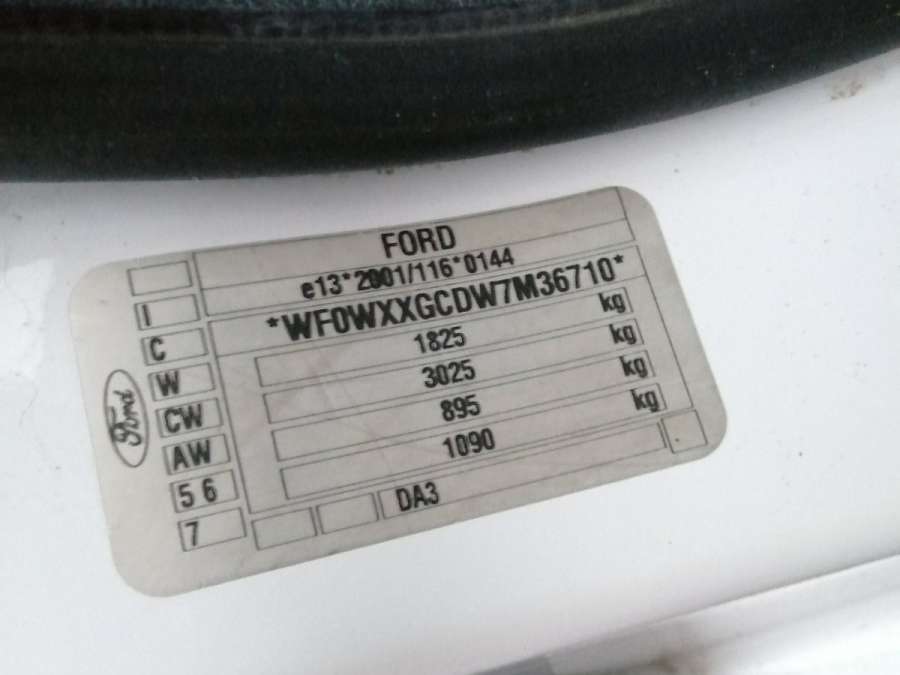 FORD
e13*2001/116*0144
*WF0WXXGCDW7M36710*
1825 kg
3025 kg
895 kg
1090 kg
DA3
I
C
W
CW
AW
5 6
7
Ford